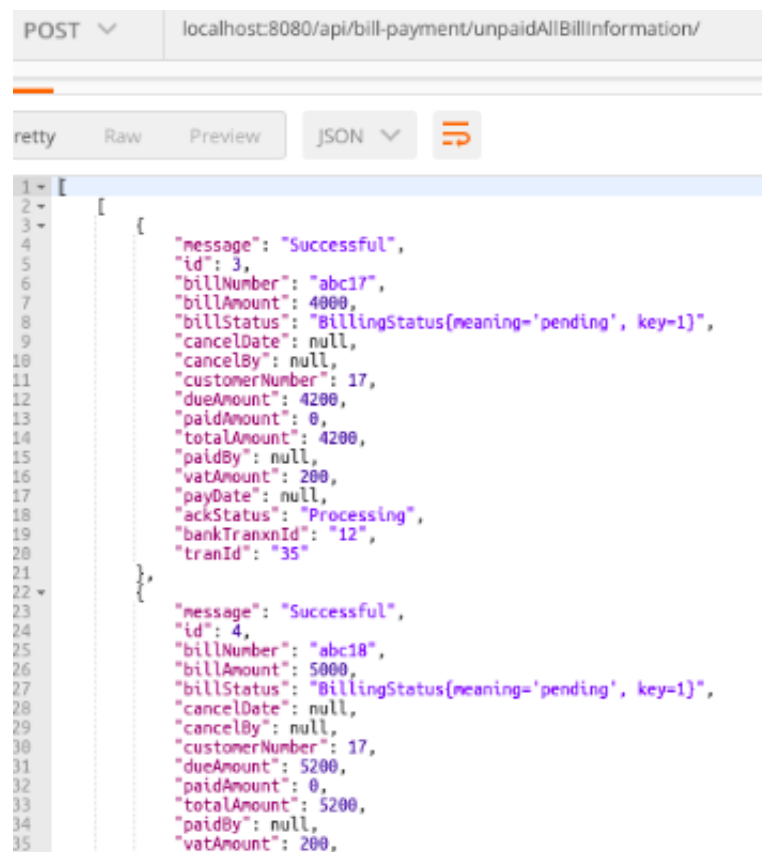 POST localhost:8080/api/bill-payment/unpaidAllBillInformation/
retty Raw Preview JSON
1 [
2 [
3 {
4 "message": "Successful",
5 "id": 3,
6 "billNumber": "abc17",
7 "billAmount": 4000,
8 "billStatus": "BillingStatus{meaning='pending', key=1}",
9 "cancelDate": null,
10 "cancelBy": null,
11 "customerNumber": 17,
12 "dueAmount": 4200,
13 "paidAmount": 0,
14 "totalAmount": 4200,
15 "paidBy": null,
16 "vatAmount": 200,
17 "payDate": null,
18 "ackStatus": "Processing",
19 "bankTranxnId": "12",
20 "tranId": "35"
21 },
22 {
23 "message": "Successful",
24 "id": 4,
25 "billNumber": "abc18",
26 "billAmount": 5000,
27 "billStatus": "BillingStatus{meaning='pending', key=1}",
28 "cancelDate": null,
29 "cancelBy": null,
30 "customerNumber": 17,
31 "dueAmount": 5200,
32 "paidAmount": 0,
33 "totalAmount": 5200,
34 "paidBy": null,
35 "vatAmount": 200,